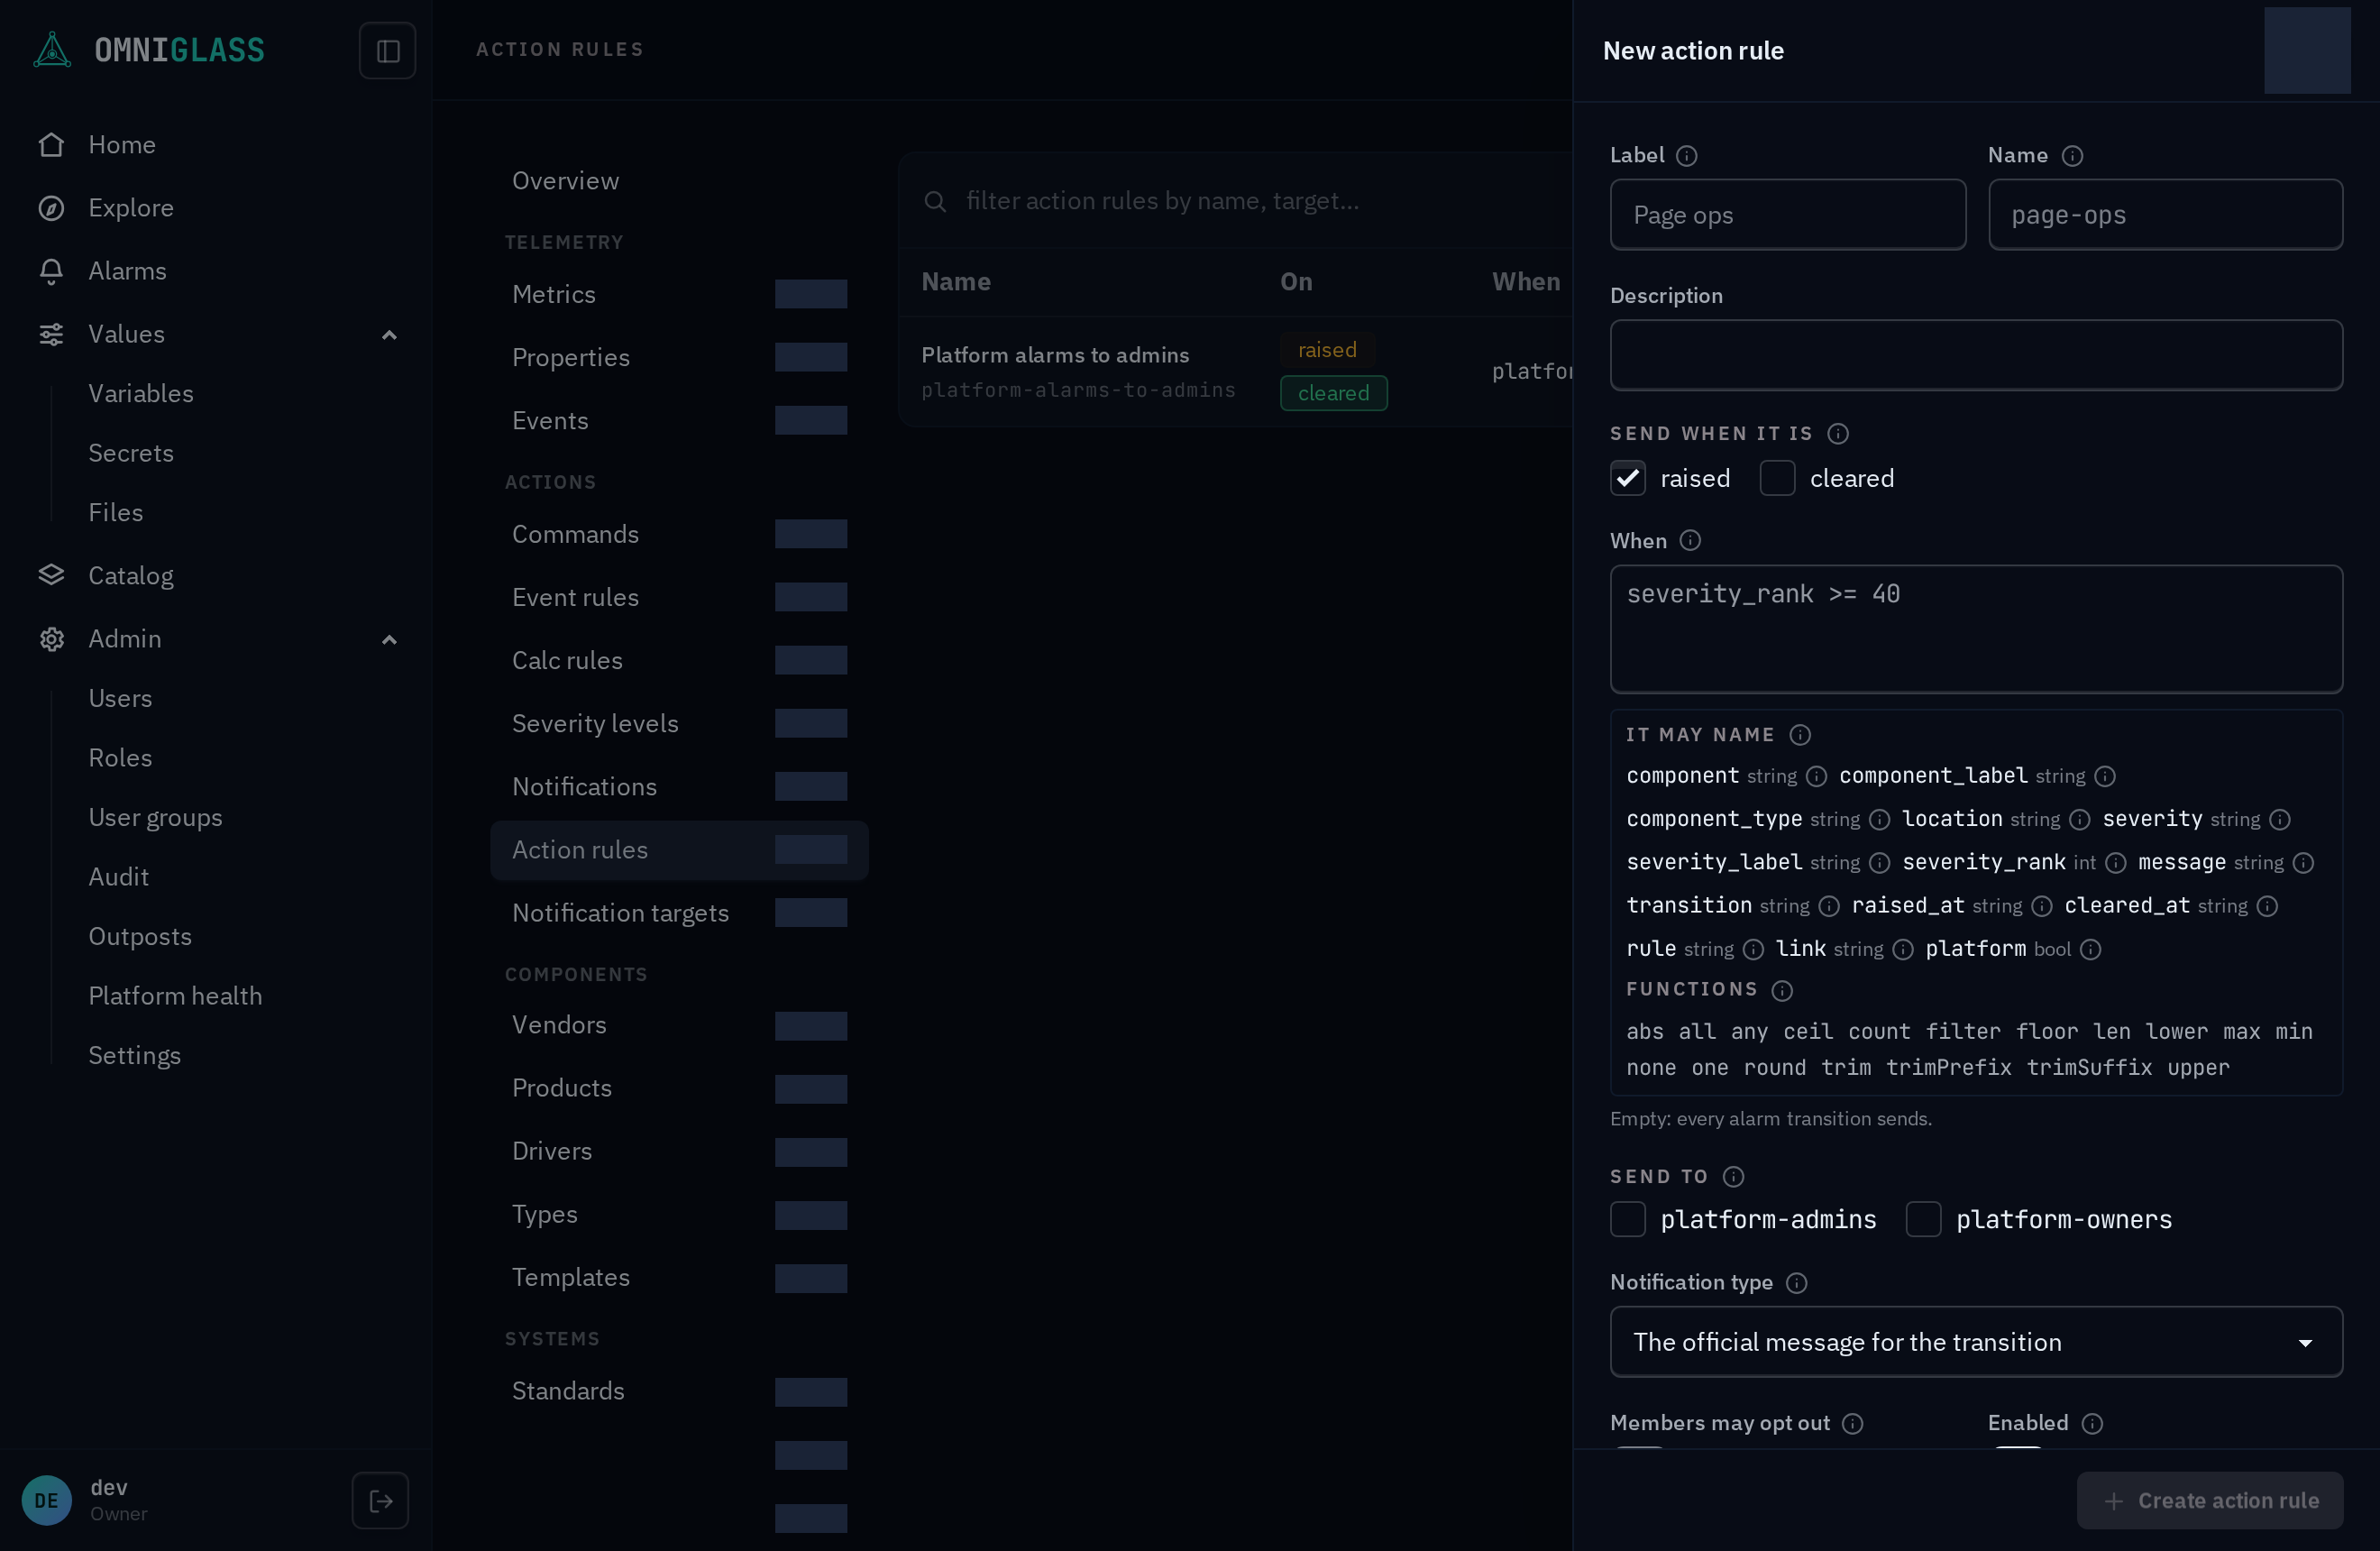 OMNIGLASS
Home
Explore
Alarms
Values
Variables
Secrets
Files
Catalog
Admin
Users
Roles
User groups
Audit
Outposts
Platform health
Settings
DE
dev
Owner
ACTION RULES
Overview
TELEMETRY
Metrics
Properties
Events
ACTIONS
Commands
Event rules
Calc rules
Severity levels
Notifications
Action rules
Notification targets
COMPONENTS
Vendors
Products
Drivers
Types
Templates
SYSTEMS
Standards
filter action rules by name, target...
Name On When
Platform alarms to admins
platform-alarms-to-admins
raised
cleared
platfor
New action rule
Label Name
Page ops page-ops
Description
SEND WHEN IT IS
raised cleared
When
severity_rank >= 40
IT MAY NAME
component string component_label string
component_type string location string severity string
severity_label string severity_rank int message string
transition string raised_at string cleared_at string
rule string link string platform bool
FUNCTIONS
abs all any ceil count filter floor len lower max min
none one round trim trimPrefix trimSuffix upper
Empty: every alarm transition sends.
SEND TO
platform-admins platform-owners
Notification type
The official message for the transition
Members may opt out Enabled
+ Create action rule